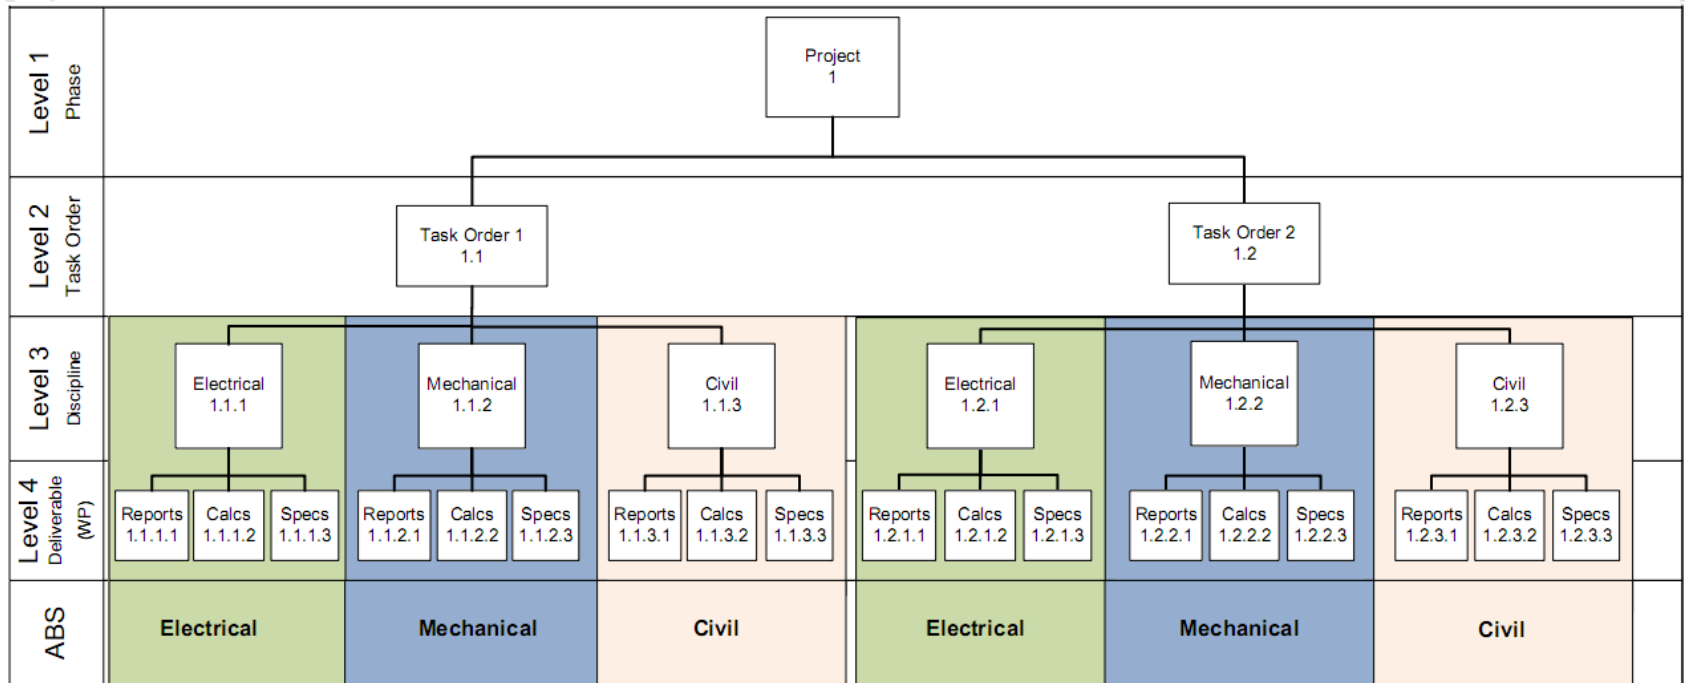 Level 1
Phase
Project
1
Level 2
Task Order
Task Order 1
1.1
Task Order 2
1.2
Level 3
Discipline
Electrical
1.1.1
Mechanical
1.1.2
Civil
1.1.3
Electrical
1.2.1
Mechanical
1.2.2
Civil
1.2.3
Level 4
Deliverable
(WP)
Reports
1.1.1.1
Calcs
1.1.1.2
Specs
1.1.1.3
Reports
1.1.2.1
Calcs
1.1.2.2
Specs
1.1.2.3
Reports
1.1.3.1
Calcs
1.1.3.2
Specs
1.1.3.3
Reports
1.2.1.1
Calcs
1.2.1.2
Specs
1.2.1.3
Reports
1.2.2.1
Calcs
1.2.2.2
Specs
1.2.2.3
Reports
1.2.3.1
Calcs
1.2.3.2
Specs
1.2.3.3
ABS
Electrical
Mechanical
Civil
Electrical
Mechanical
Civil